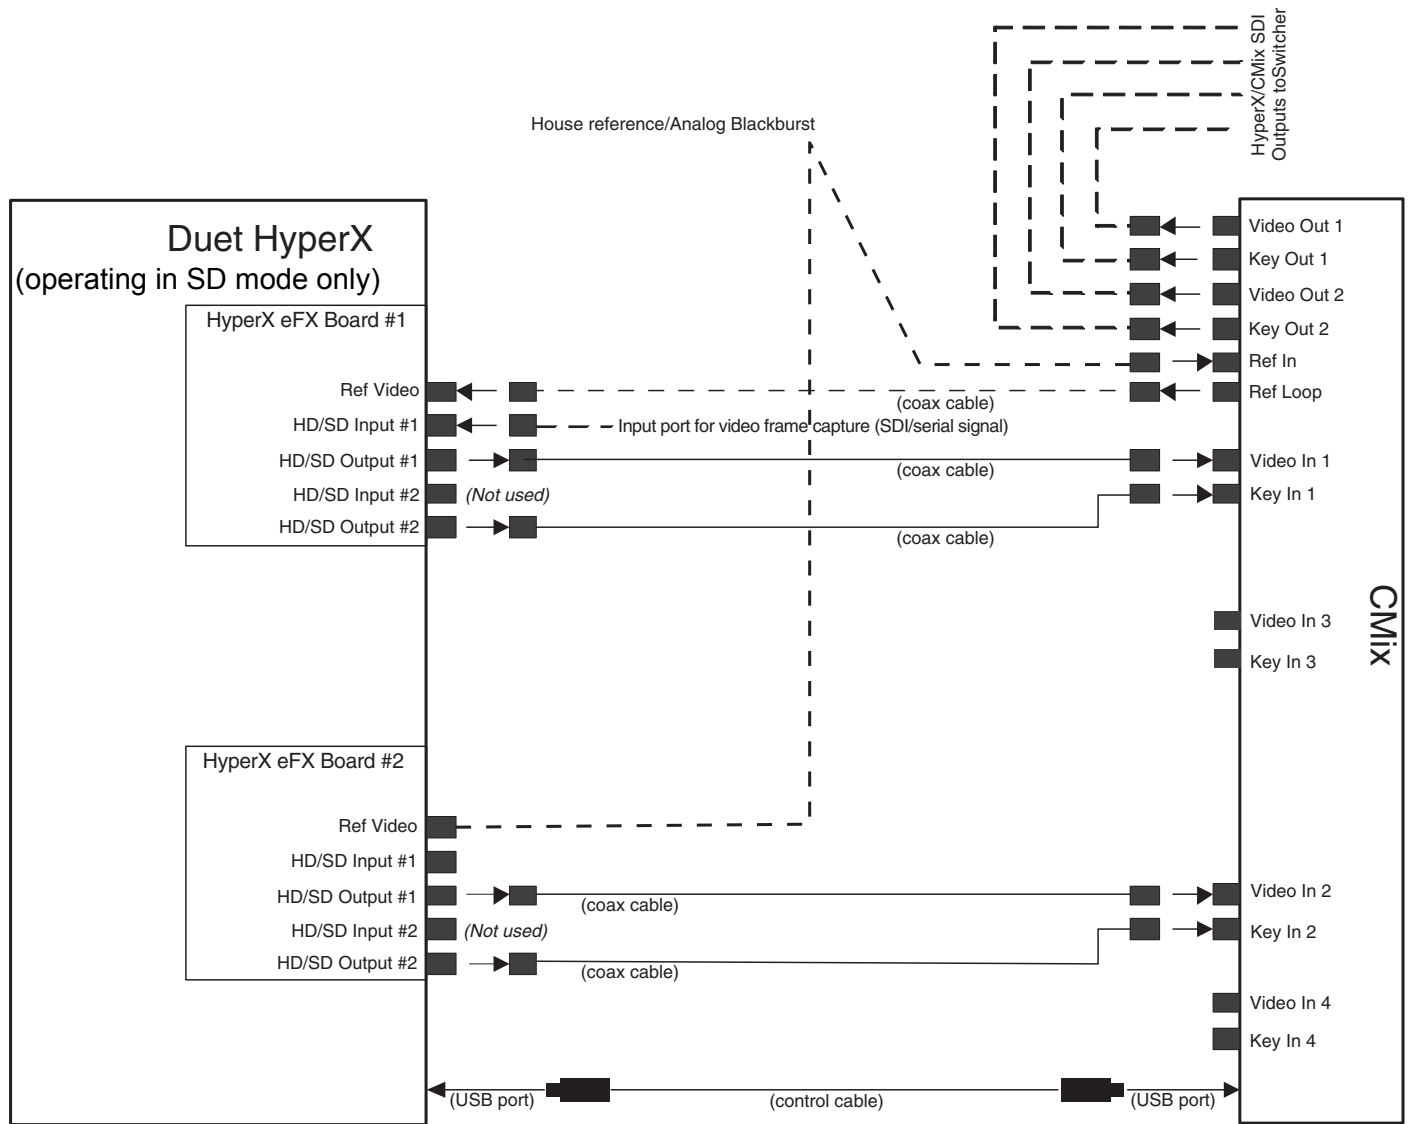 HyperX/CMix SDI
Outputs toSwitcher
House reference/Analog Blackburst
Duet HyperX
(operating in SD mode only)
HyperX eFX Board #1
Ref Video
HD/SD Input #1
HD/SD Output #1
HD/SD Input #2
(Not used)
HD/SD Output #2
(coax cable)
Input port for video frame capture (SDI/serial signal)
(coax cable)
(coax cable)
Video Out 1
Key Out 1
Video Out 2
Key Out 2
Ref In
Ref Loop
Video In 1
Key In 1
Video In 3
Key In 3
CMix
HyperX eFX Board #2
Ref Video
HD/SD Input #1
HD/SD Output #1
HD/SD Input #2
(Not used)
HD/SD Output #2
(coax cable)
(coax cable)
Video In 2
Key In 2
Video In 4
Key In 4
(USB port)
(control cable)
(USB port)